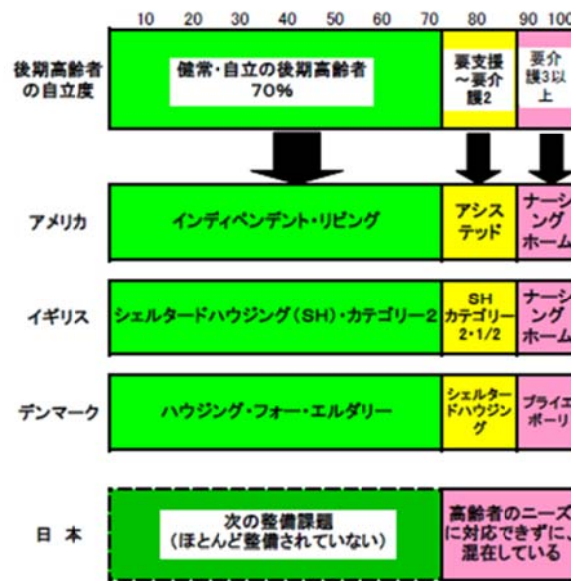 10 20 30 40 50 60 70 80 90 100
後期高齢者
の自立度
健常・自立の後期高齢者
70%
要支援
～要介
護2
要介
護3以
上
アメリカ
インディペンデント・リビング
アシス
テッド
ナーシ
ング
ホーム
イギリス
シェルタードハウジング(SH)・カテゴリー2
SH
カテゴリー
2・1/2
ナーシ
ング
ホーム
デンマーク
ハウジング・フォー・エルダリー
シェルター
ドハウジン
グ
プライエ
ボーリ
日 本
次の整備課題
(ほとんど整備されていない)
高齢者のニーズ
に対応できずに、
混在している